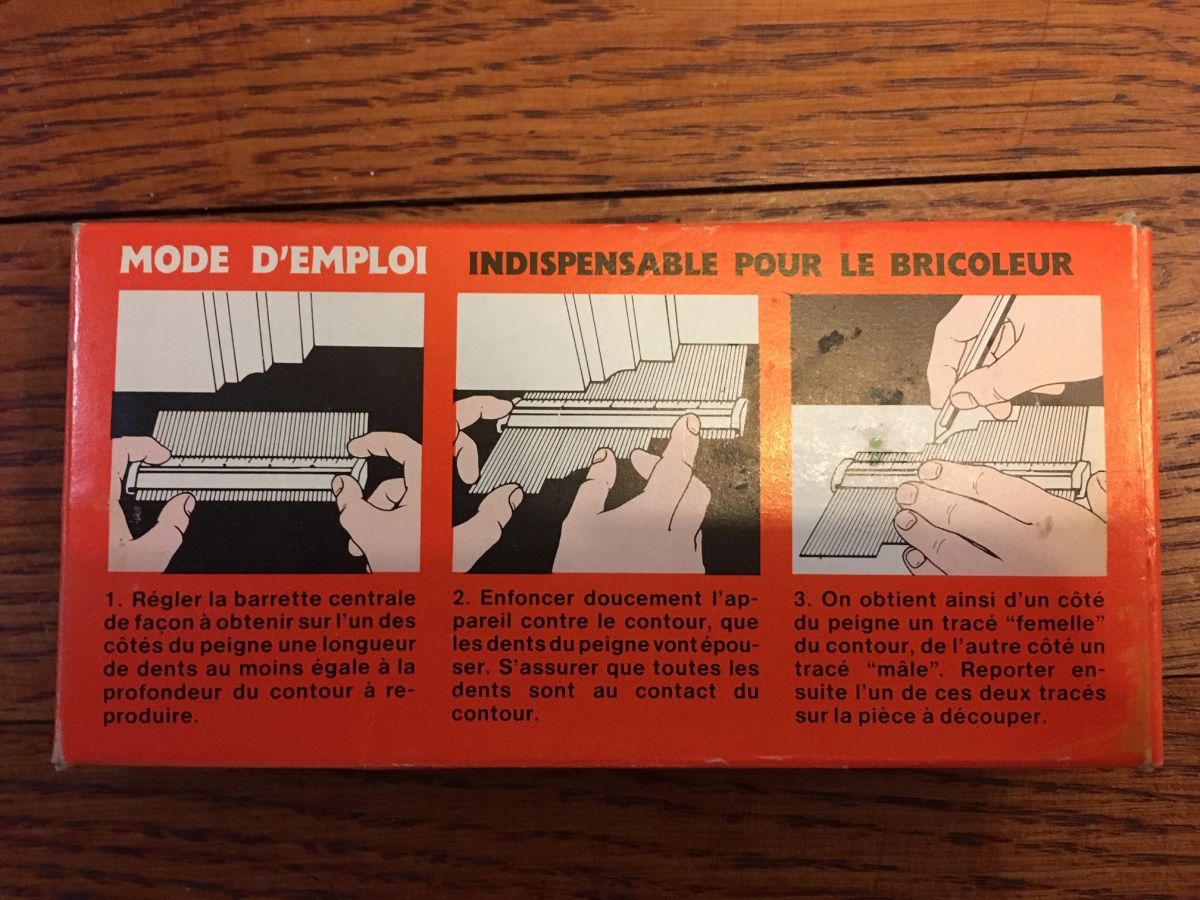 MODE D'EMPLOI
INDISPENSABLE POUR LE BRICOLEUR
1. Régler la barrette centrale
de façon à obtenir sur l'un des
côtés du peigne une longueur
de dents au moins égale à la
profondeur du contour à re-
produire.
2. Enfoncer doucement l'ap-
pareil contre le contour, que
les dents du peigne vont épou-
ser. S'assurer que toutes les
dents sont au contact du
contour.
3. On obtient ainsi d'un côté
du peigne un tracé "femelle"
du contour, de l'autre côté un
tracé "mâle". Reporter en-
suite l'un de ces deux tracés
sur la pièce à découper.